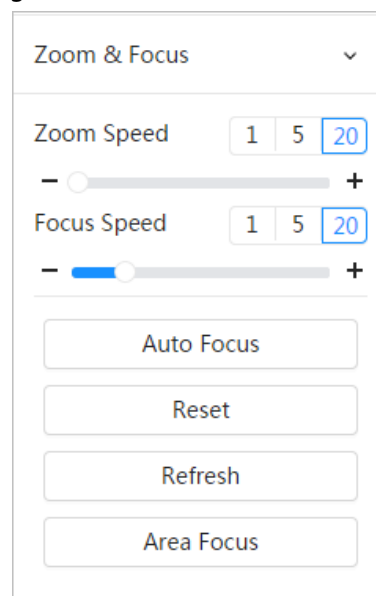 Zoom & Focus
Zoom Speed 1 5 20
− +
Focus Speed 1 5 20
− +
Auto Focus
Reset
Refresh
Area Focus